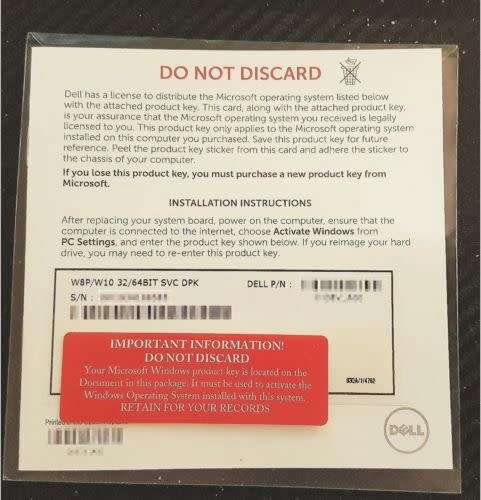 DO NOT DISCARD
Dell has a license to distribute the Microsoft operating system listed below
with the attached product key. This card, along with the attached product key,
is your assurance that the Microsoft operating system you received is legally
licensed to you. This product key only applies to the Microsoft operating system
installed on this computer you purchased. Save this product key for future
reference. Peel the product key sticker from this card and adhere the sticker to
the chassis of your computer.
If you lose this product key, you must purchase a new product key from
Microsoft.
INSTALLATION INSTRUCTIONS
After replacing your system board, power on the computer, ensure that the
computer is connected to the internet, choose Activate Windows from
PC Settings, and enter the product key shown below. If you reimage your hard
drive, you may need to re-enter this product key.
W8P/W10 32/64BIT SVC DPK DELL P/N :
S/N :
IMPORTANT INFORMATION!
DO NOT DISCARD
Your Microsoft Windows product key is located on the
Document in this package. It must be used to activate the
Windows Operating System installed with this system.
RETAIN FOR YOUR RECORDS
Printed
DELL